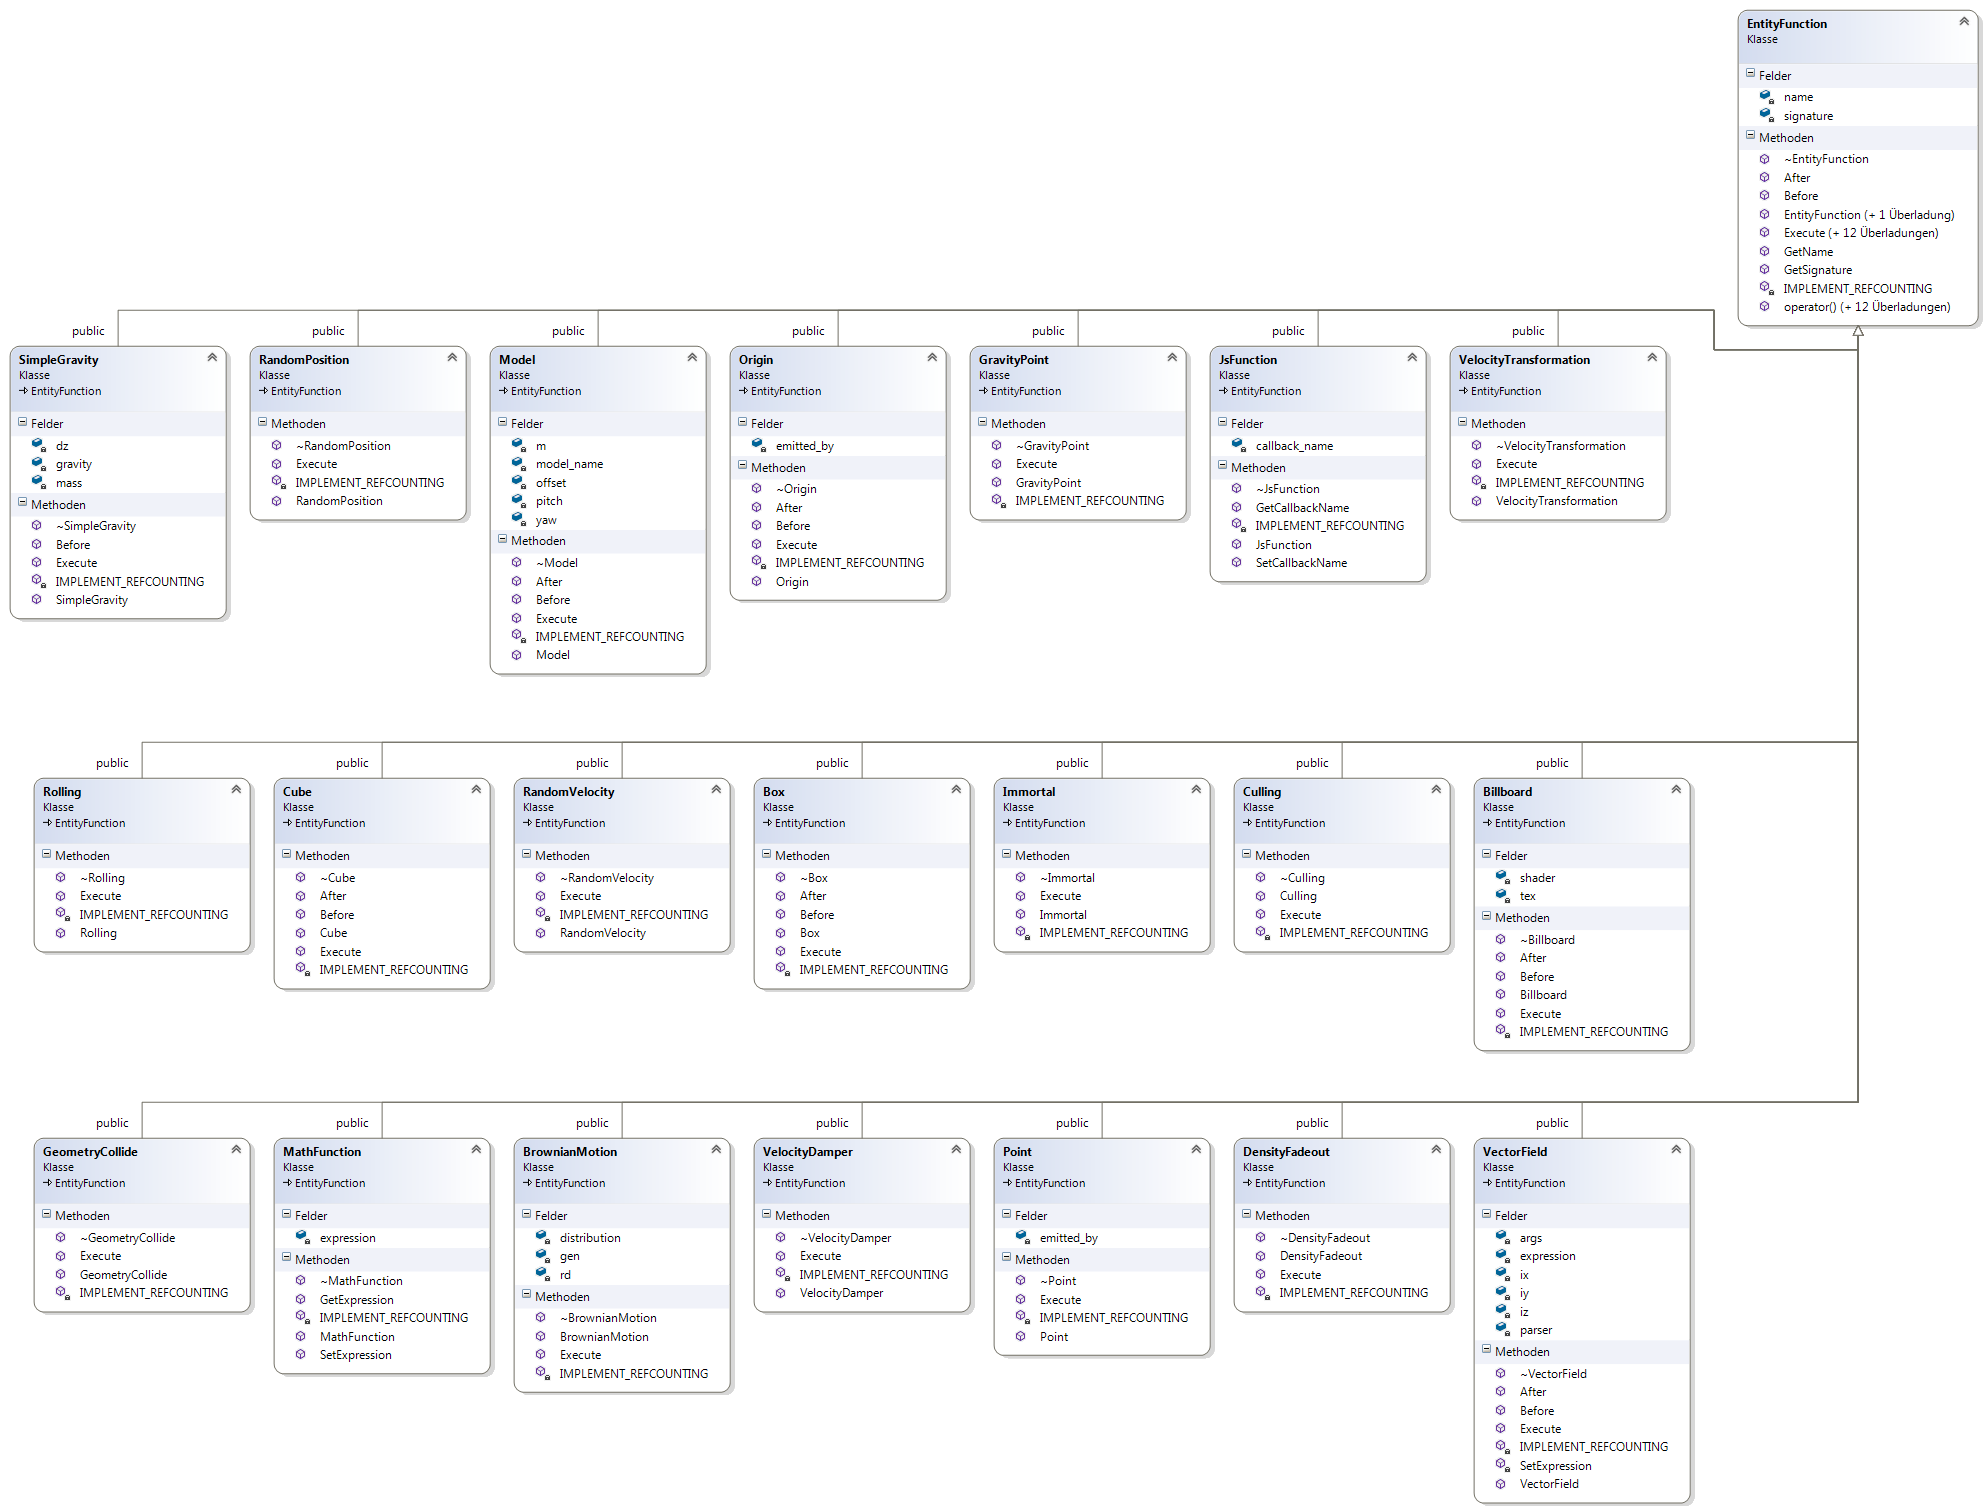 EntityFunction
Klasse
Felder
name
signature
Methoden
~EntityFunction
After
Before
EntityFunction (+ 1 Überladung)
Execute (+ 12 Überladungen)
GetName
GetSignature
IMPLEMENT_REFCOUNTING
operator() (+ 12 Überladungen)
public
SimpleGravity
Klasse
EntityFunction
Felder
dz
gravity
mass
Methoden
~SimpleGravity
Before
Execute
IMPLEMENT_REFCOUNTING
SimpleGravity
public
RandomPosition
Klasse
EntityFunction
Methoden
~RandomPosition
Execute
IMPLEMENT_REFCOUNTING
RandomPosition
public
Model
Klasse
EntityFunction
Felder
m
model_name
offset
pitch
yaw
Methoden
~Model
After
Before
Execute
IMPLEMENT_REFCOUNTING
Model
public
Origin
Klasse
EntityFunction
Felder
emitted_by
Methoden
~Origin
After
Before
Execute
IMPLEMENT_REFCOUNTING
Origin
public
GravityPoint
Klasse
EntityFunction
Methoden
~GravityPoint
Execute
GravityPoint
IMPLEMENT_REFCOUNTING
public
JsFunction
Klasse
EntityFunction
Felder
callback_name
Methoden
~JsFunction
GetCallbackName
IMPLEMENT_REFCOUNTING
JsFunction
SetCallbackName
public
VelocityTransformation
Klasse
EntityFunction
Methoden
~VelocityTransformation
Execute
IMPLEMENT_REFCOUNTING
VelocityTransformation
public
Rolling
Klasse
EntityFunction
Methoden
~Rolling
Execute
IMPLEMENT_REFCOUNTING
Rolling
public
Cube
Klasse
EntityFunction
Methoden
~Cube
After
Before
Cube
Execute
IMPLEMENT_REFCOUNTING
public
RandomVelocity
Klasse
EntityFunction
Methoden
~RandomVelocity
Execute
IMPLEMENT_REFCOUNTING
RandomVelocity
public
Box
Klasse
EntityFunction
Methoden
~Box
After
Before
Box
Execute
IMPLEMENT_REFCOUNTING
public
Immortal
Klasse
EntityFunction
Methoden
~Immortal
Execute
Immortal
IMPLEMENT_REFCOUNTING
public
Culling
Klasse
EntityFunction
Methoden
~Culling
Culling
Execute
IMPLEMENT_REFCOUNTING
public
Billboard
Klasse
EntityFunction
Felder
shader
tex
Methoden
~Billboard
After
Before
Billboard
Execute
IMPLEMENT_REFCOUNTING
public
GeometryCollide
Klasse
EntityFunction
Methoden
~GeometryCollide
Execute
GeometryCollide
IMPLEMENT_REFCOUNTING
public
MathFunction
Klasse
EntityFunction
Felder
expression
Methoden
~MathFunction
GetExpression
IMPLEMENT_REFCOUNTING
MathFunction
SetExpression
public
BrownianMotion
Klasse
EntityFunction
Felder
distribution
gen
rd
Methoden
~BrownianMotion
BrownianMotion
Execute
IMPLEMENT_REFCOUNTING
public
VelocityDamper
Klasse
EntityFunction
Methoden
~VelocityDamper
Execute
IMPLEMENT_REFCOUNTING
VelocityDamper
public
Point
Klasse
EntityFunction
Felder
emitted_by
Methoden
~Point
Execute
IMPLEMENT_REFCOUNTING
Point
public
DensityFadeout
Klasse
EntityFunction
Methoden
~DensityFadeout
DensityFadeout
Execute
IMPLEMENT_REFCOUNTING
public
VectorField
Klasse
EntityFunction
Felder
args
expression
ix
iy
iz
parser
Methoden
~VectorField
After
Before
Execute
IMPLEMENT_REFCOUNTING
SetExpression
VectorField